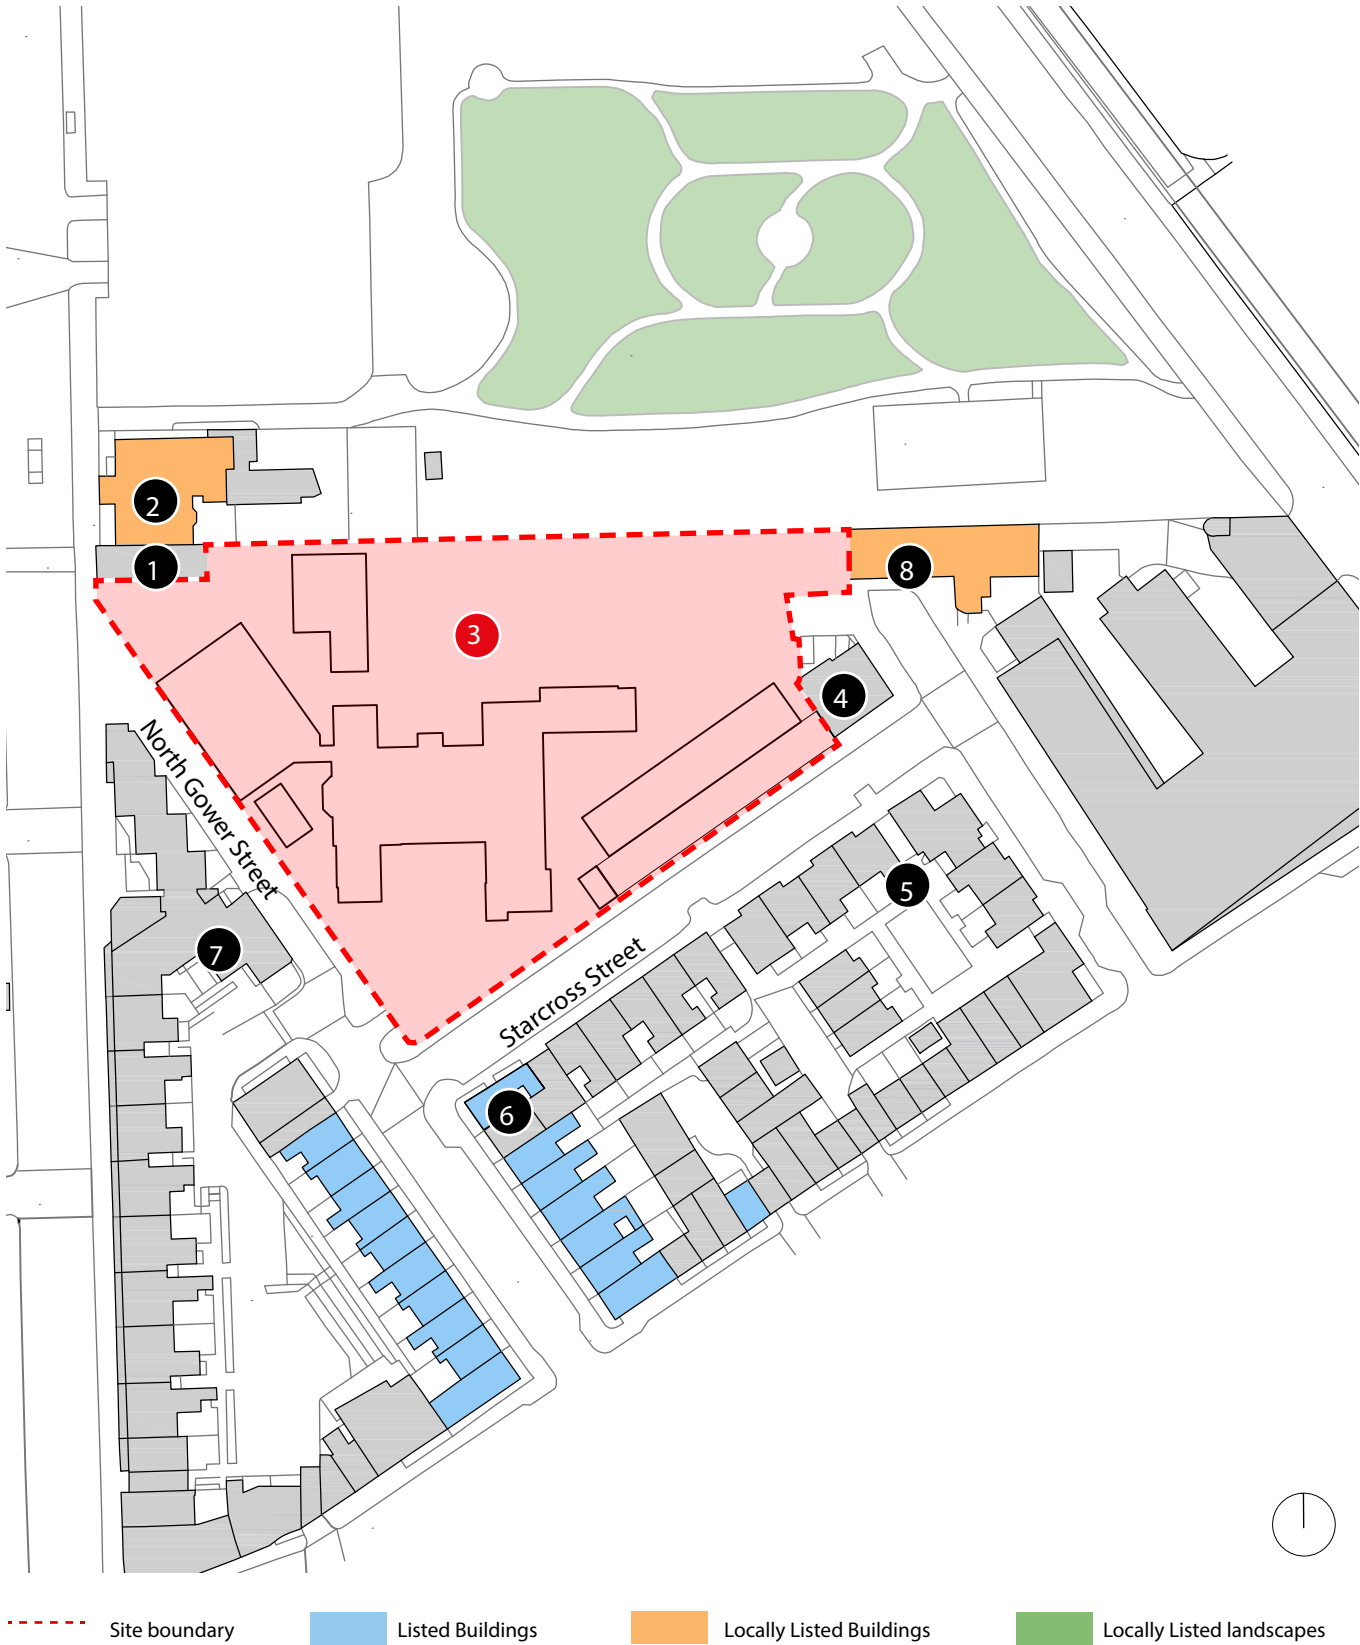 2
1
8
3
4
North Gower Street
5
7
Starcross Street
6
Site boundary
Listed Buildings
Locally Listed Buildings
Locally Listed landscapes